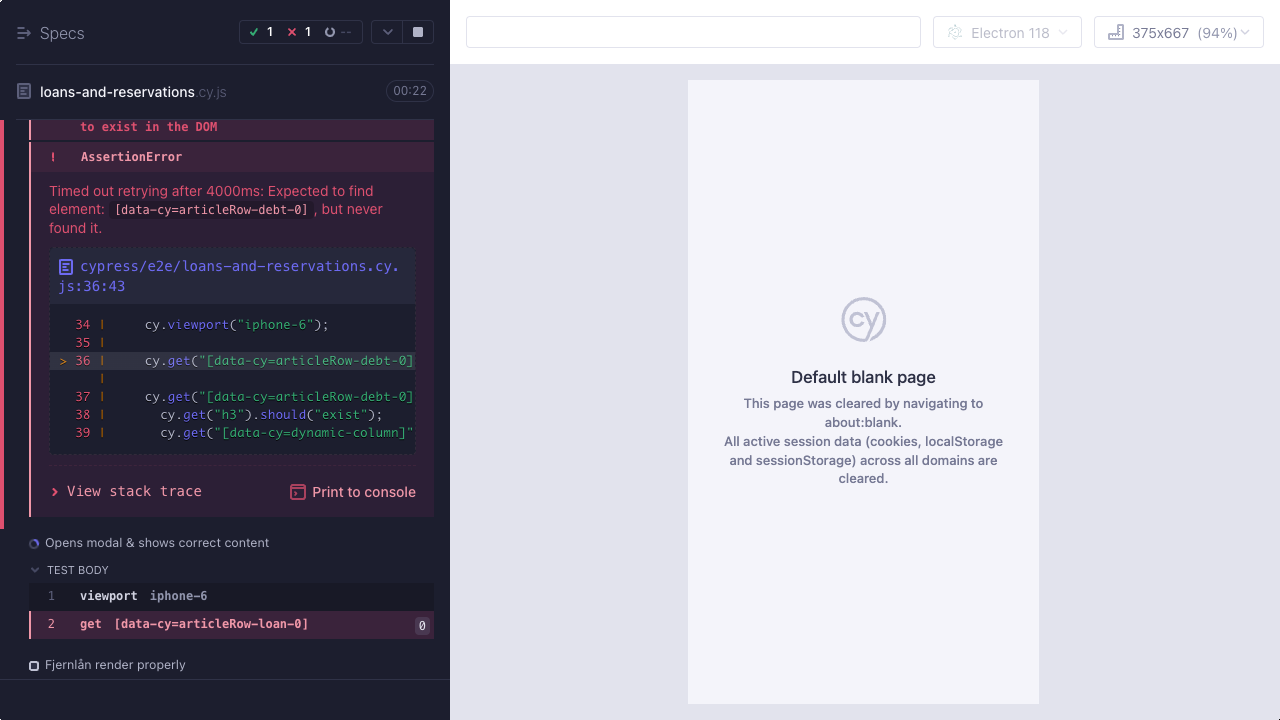 Specs
1
1
--
loans-and-reservations.cy.js
00:22
to exist in the DOM
! AssertionError
Timed out retrying after 4000ms: Expected to find
element: [data-cy=articleRow-debt-0], but never
found it.
cypress/e2e/loans-and-reservations.cy.
js:36:43
34 | cy.viewport("iphone-6");
35 |
> 36 | cy.get("[data-cy=articleRow-debt-0]
|
37 | cy.get("[data-cy=articleRow-debt-0]
38 | cy.get("h3").should("exist");
39 | cy.get("[data-cy=dynamic-column]"
> View stack trace
Print to console
Opens modal & shows correct content
TEST BODY
1 viewport iphone-6
2 get [data-cy=articleRow-loan-0] 0
Fjernlån render properly
Electron 118
375x667 (94%)
cy
Default blank page
This page was cleared by navigating to
about:blank.
All active session data (cookies, localStorage
and sessionStorage) across all domains are
cleared.